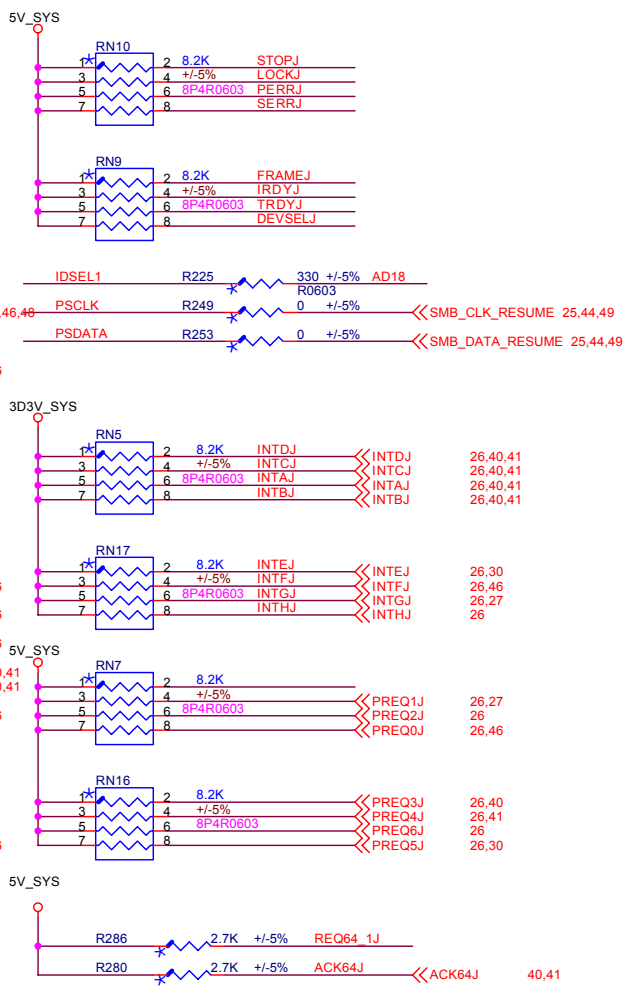 5V_SYS
RN10
1 2 8.2K STOPJ
3 4 +/-5% LOCKJ
5 6 8P4R0603 PERRJ
7 8 SERRJ
RN9
1 2 8.2K FRAMEJ
3 4 +/-5% IRDYJ
5 6 8P4R0603 TRDYJ
7 8 DEVSELJ
IDSEL1 R225 330 +/-5% AD18
R0603
,46,48 PSCLK R249 0 +/-5% SMB_CLK_RESUME 25,44,49
PSDATA R253 0 +/-5% SMB_DATA_RESUME 25,44,49
3D3V_SYS
RN5
1 2 8.2K INTDJ INTDJ 26,40,41
3 4 +/-5% INTCJ INTCJ 26,40,41
5 6 8P4R0603 INTAJ INTAJ 26,40,41
7 8 INTBJ INTBJ 26,40,41
RN17
1 2 8.2K INTEJ INTEJ 26,30
3 4 +/-5% INTFJ INTFJ 26,46
5 6 8P4R0603 INTGJ INTGJ 26,27
7 8 INTHJ INTHJ 26
5V_SYS
RN7
,41
1 2 8.2K
,41
3 4 +/-5% PREQ1J 26,27
5 6 8P4R0603 PREQ2J 26
7 8 PREQ0J 26,46
RN16
1 2 8.2K PREQ3J 26,40
3 4 +/-5% PREQ4J 26,41
5 6 8P4R0603 PREQ6J 26
7 8 PREQ5J 26,30
5V_SYS
R286 2.7K +/-5% REQ64_1J
R280 2.7K +/-5% ACK64J ACK64J 40,41